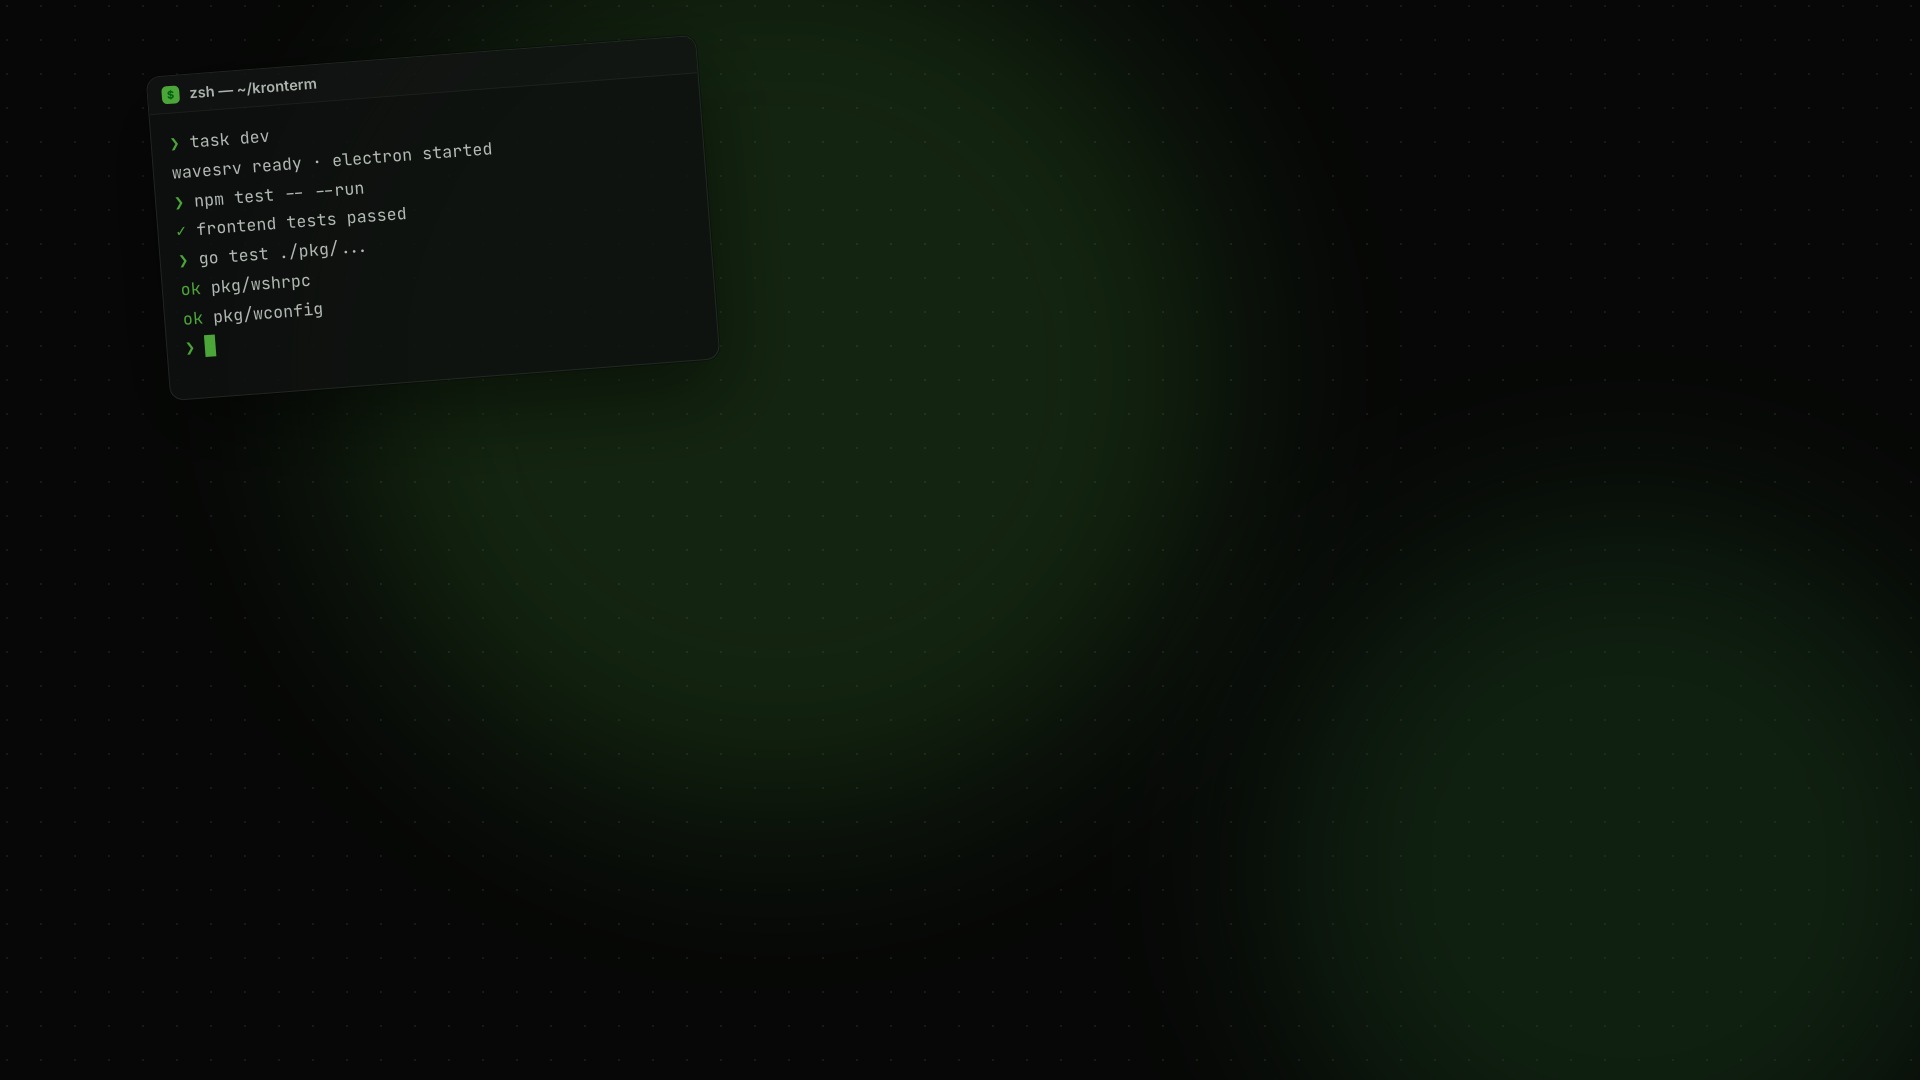 $ zsh — ~/kronterm
❯ task dev
wavesrv ready · electron started
❯ npm test -- --run
✓ frontend tests passed
❯ go test ./pkg/...
ok pkg/wshrpc
ok pkg/wconfig
❯